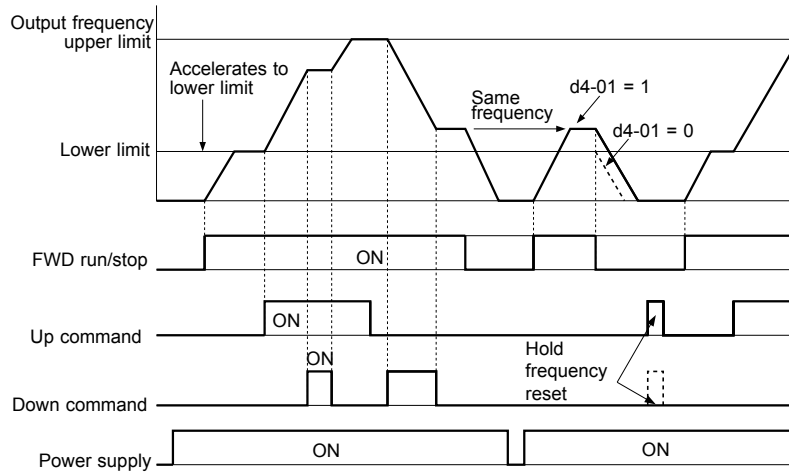 Output frequency
upper limit
Accelerates to
lower limit
d4-01 = 1
Same
frequency
d4-01 = 0
Lower limit
FWD run/stop
ON
Up command
ON
ON
Hold
frequency
reset
Down command
Power supply
ON
ON